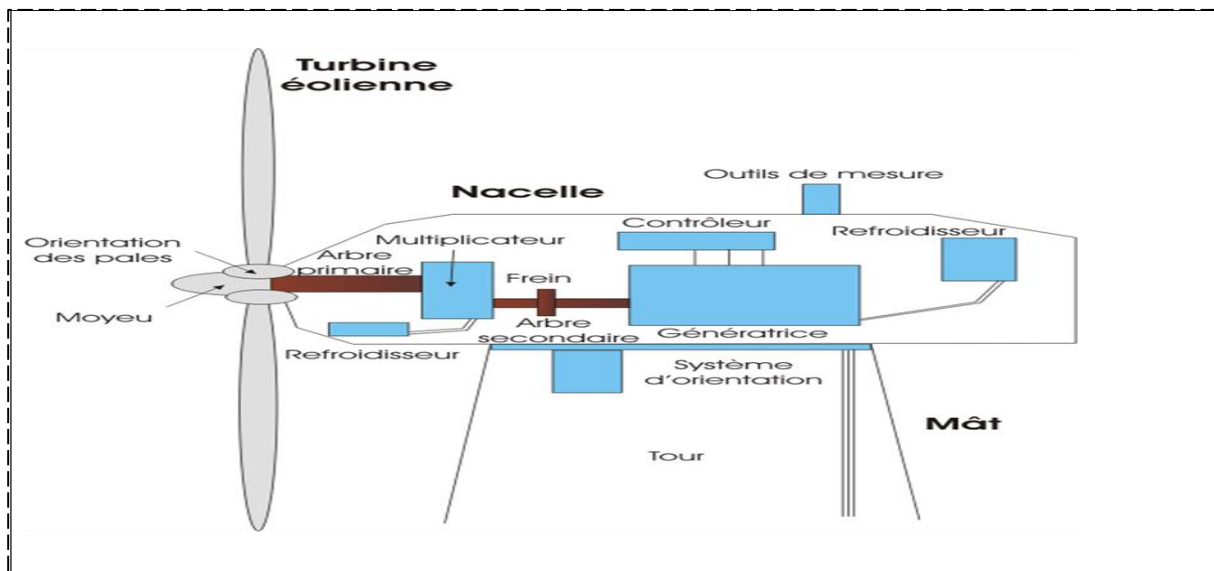 Turbine
éolienne
Outils de mesure
Nacelle
Contrôleur
Refroidisseur
Orientation
des pales
Multiplicateur
Arbre
primaire
Frein
Moyeu
Arbre
secondaire
Génératrice
Refroidisseur
Système
d'orientation
Mât
Tour